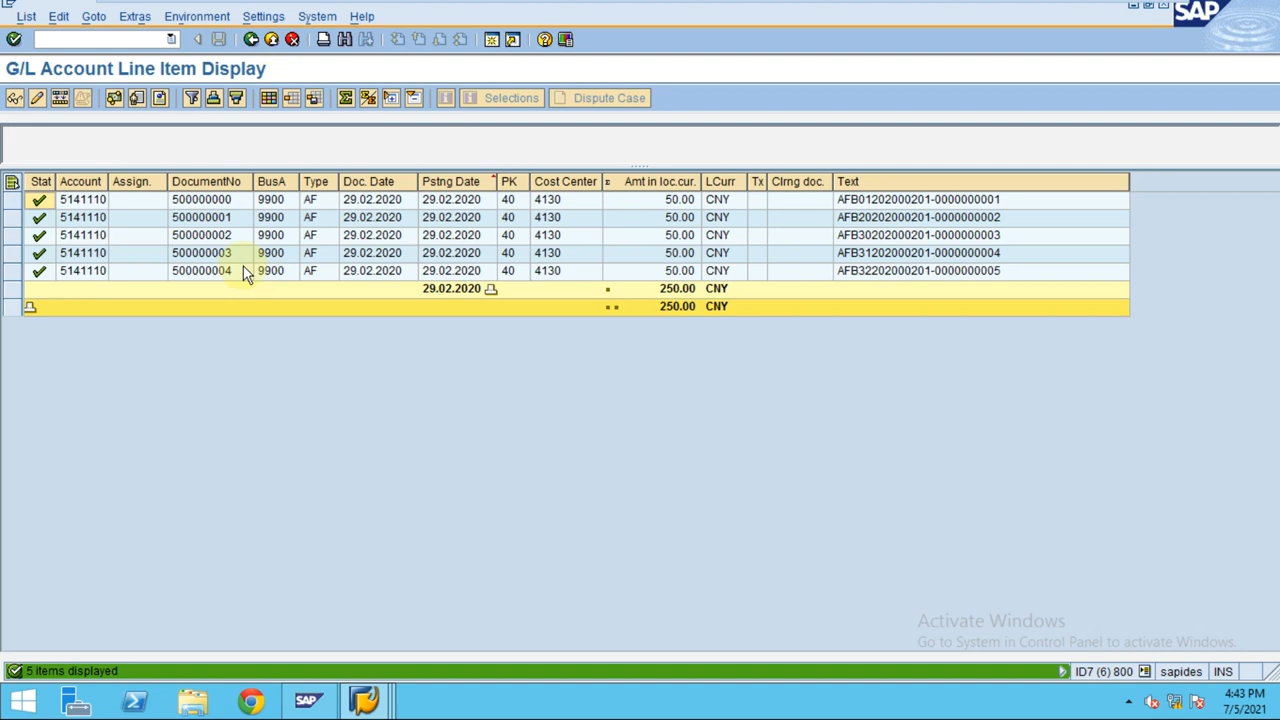 List Edit Goto Extras Environment Settings System Help
SAP
G/L Account Line Item Display
Selections Dispute Case
Stat Account Assign. DocumentNo BusA Type Doc. Date Pstng Date PK Cost Center Amt in loc.cur. LCurr Tx Clrng doc. Text
5141110 500000000 9900 AF 29.02.2020 29.02.2020 40 4130 50.00 CNY AFB01202000201-0000000001
5141110 500000001 9900 AF 29.02.2020 29.02.2020 40 4130 50.00 CNY AFB20202000201-0000000002
5141110 500000002 9900 AF 29.02.2020 29.02.2020 40 4130 50.00 CNY AFB30202000201-0000000003
5141110 500000003 9900 AF 29.02.2020 29.02.2020 40 4130 50.00 CNY AFB31202000201-0000000004
5141110 500000004 9900 AF 29.02.2020 29.02.2020 40 4130 50.00 CNY AFB32202000201-0000000005
29.02.2020 250.00 CNY
250.00 CNY
Activate Windows
Go to System in Control Panel to activate Windows.
5 items displayed ID7 (6) 800 sapides INS
SAP
4:43 PM
7/5/2021